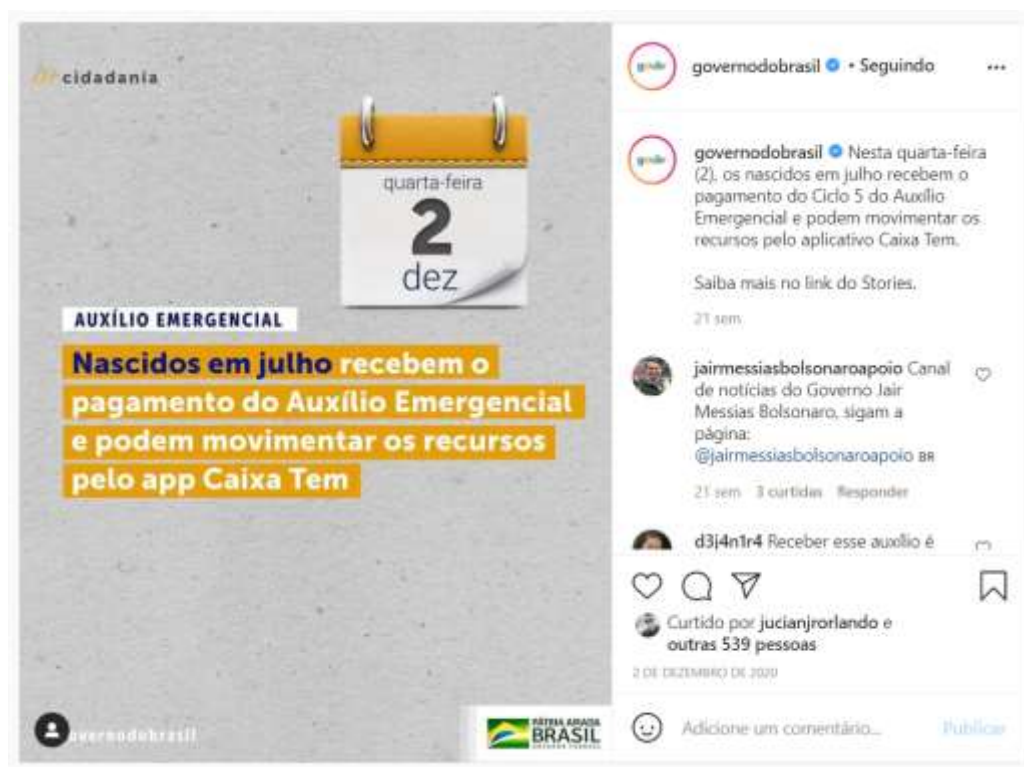 cidadania
quarta-feira
2
dez
AUXÍLIO EMERGENCIAL
Nascidos em julho recebem o
pagamento do Auxílio Emergencial
e podem movimentar os recursos
pelo app Caixa Tem
governodobrasil
PÁTRIA AMADA
BRASIL
governodobrasil • Seguindo
governodobrasil Nesta quarta-feira
(2), os nascidos em julho recebem o
pagamento do Ciclo 5 do Auxílio
Emergencial e podem movimentar os
recursos pelo aplicativo Caixa Tem.
Saiba mais no link do Stories.
21 sem
jairmessiasbolsonaroapoio Canal
de notícias do Governo Jair
Messias Bolsonaro, sigam a
página:
@jairmessiasbolsonaroapoio BR
21 sem 3 curtidas Responder
d3j4n1r4 Receber esse auxílio é
Curtido por jucianjrorlando e
outras 539 pessoas
2 DE DEZEMBRO DE 2020
Adicione um comentário...
Publicar